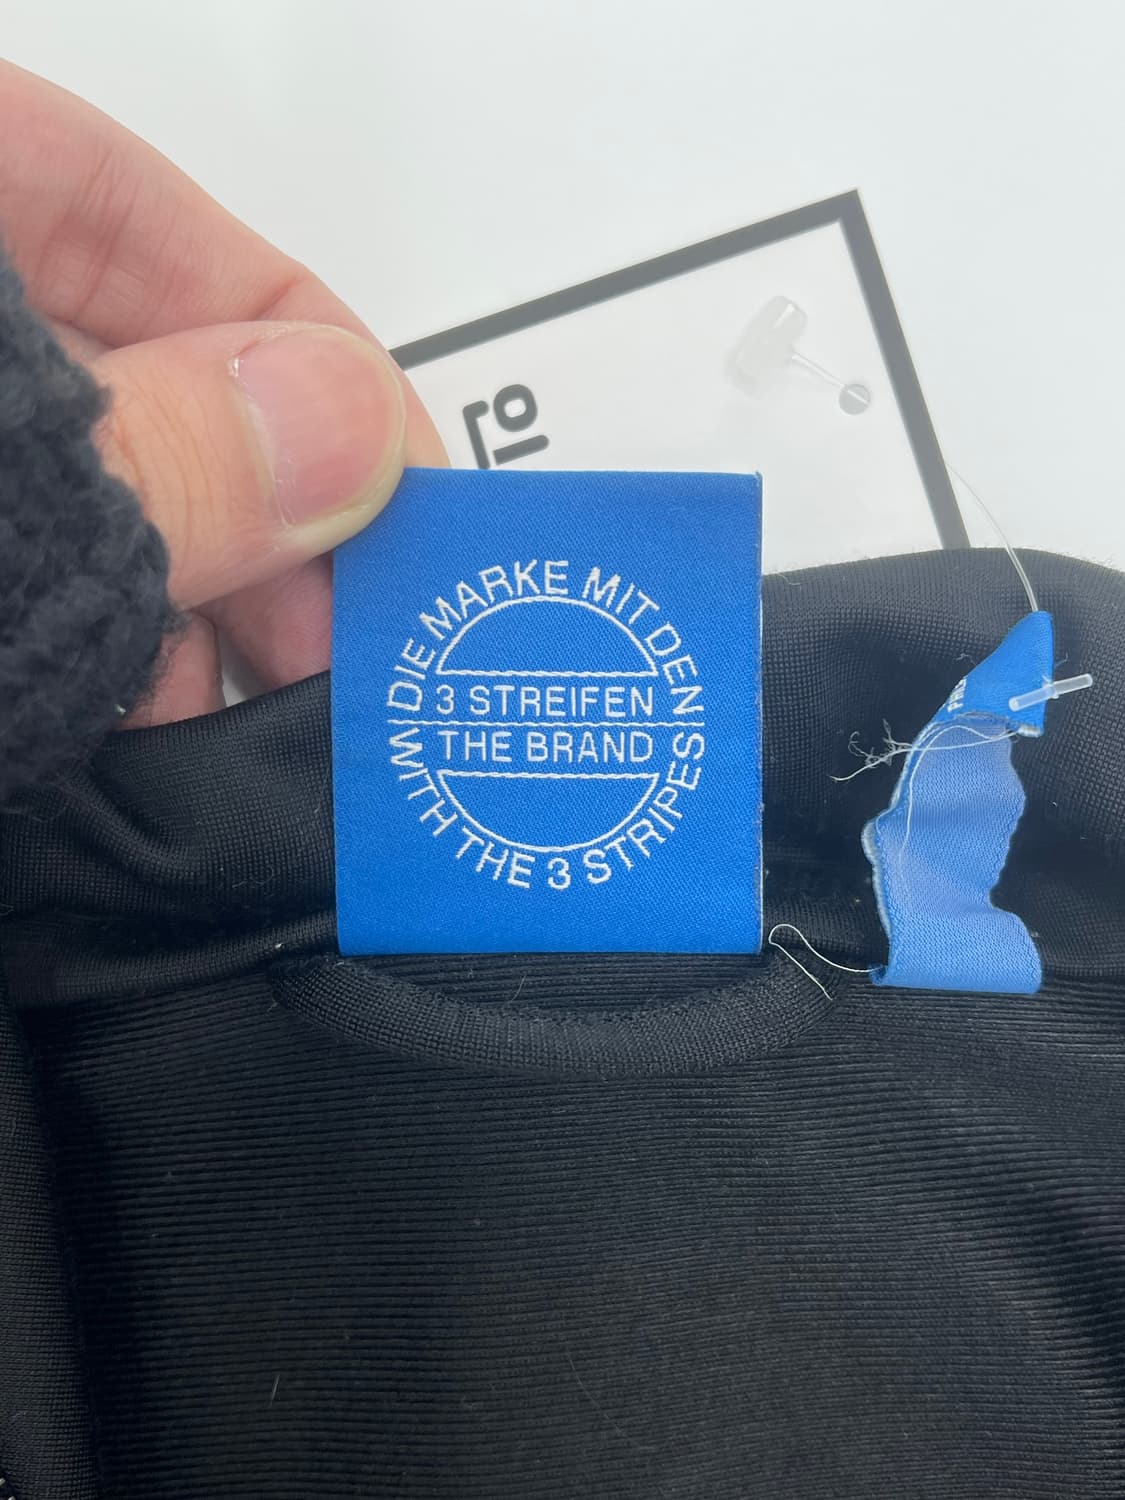 DIE MARKE MIT DEN
3 STREIFEN
THE BRAND
WITH THE 3 STRIPES